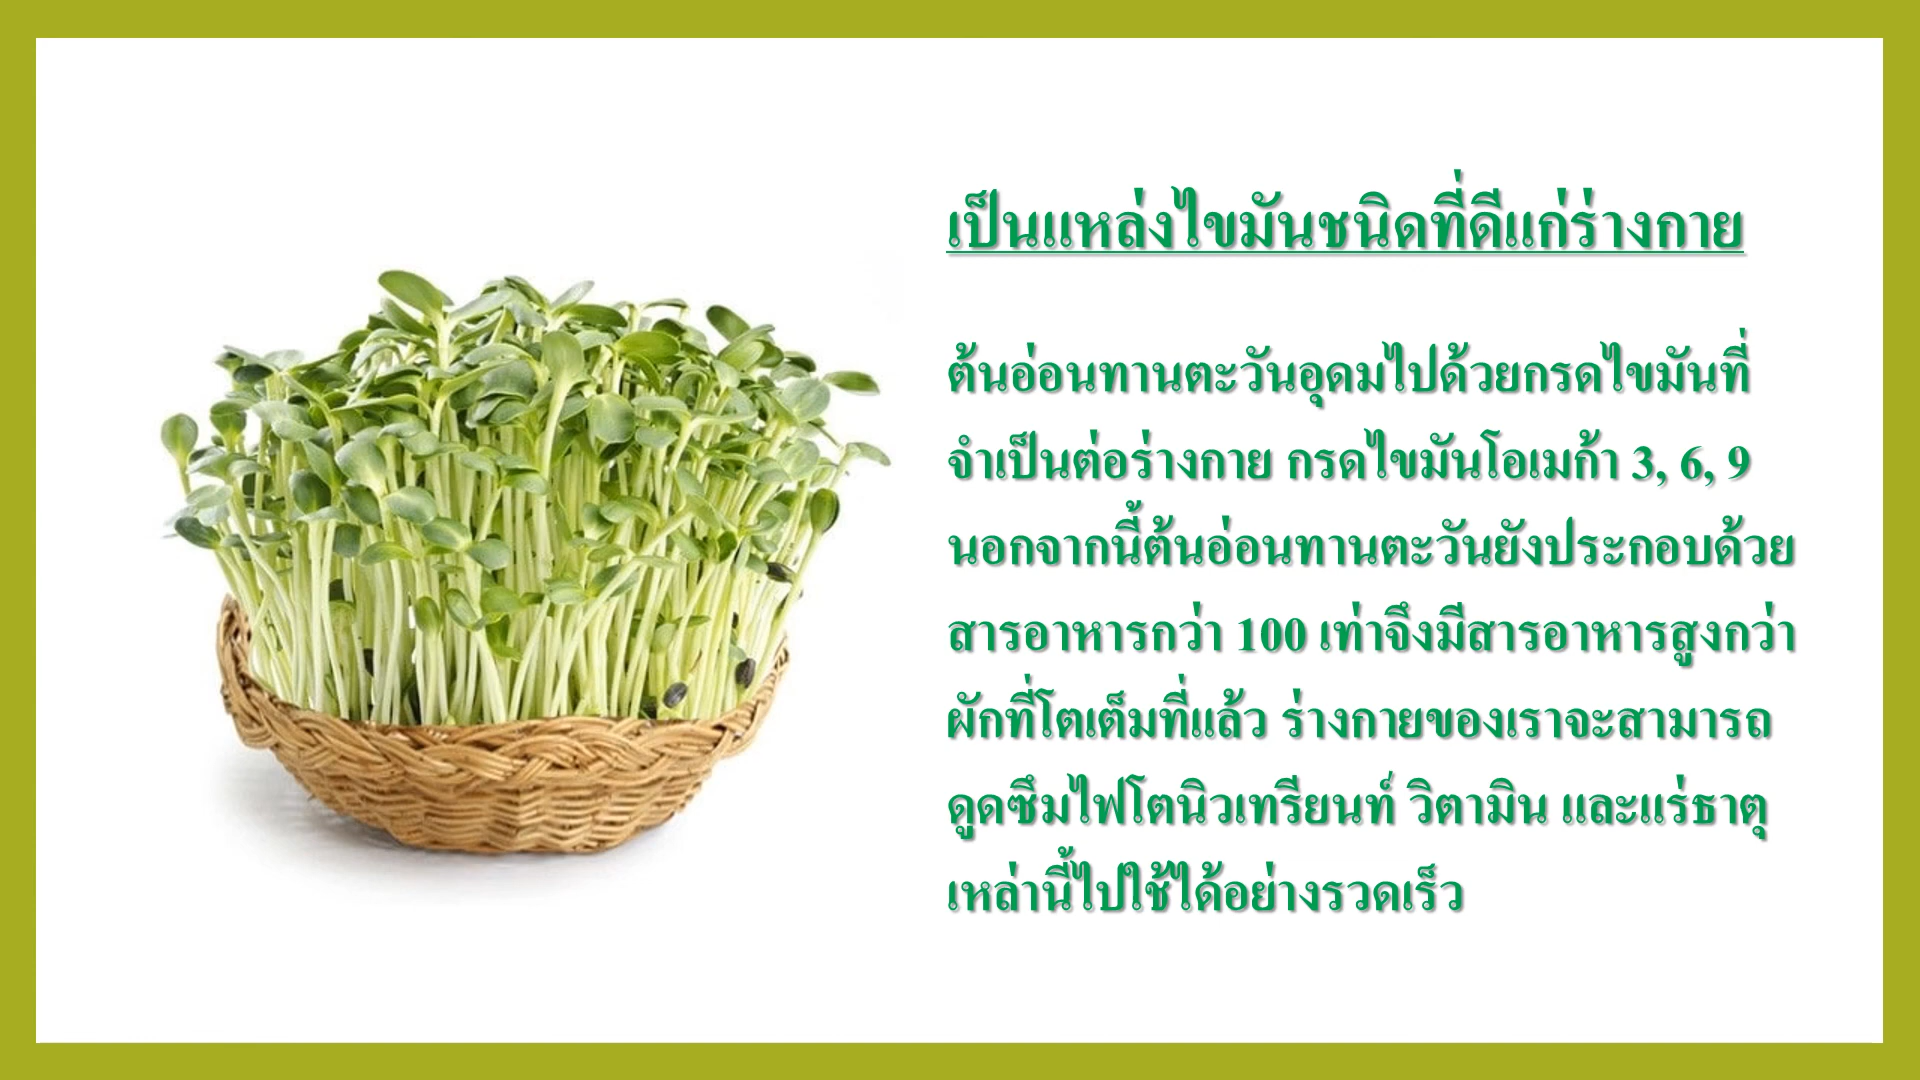 เป็นแหล่งไขมันชนิดที่ดีแก่ร่างกาย
ต้นอ่อนทานตะวันอุดมไปด้วยกรดไขมันที่
จำเป็นต่อร่างกาย กรดไขมันโอเมก้า 3, 6, 9
นอกจากนี้ต้นอ่อนทานตะวันยังประกอบด้วย
สารอาหารกว่า 100 เท่าจึงมีสารอาหารสูงกว่า
ผักที่โตเต็มที่แล้ว ร่างกายของเราจะสามารถ
ดูดซึมไฟโตนิวเทรียนท์ วิตามิน และแร่ธาตุ
เหล่านี้ไปใช้ได้อย่างรวดเร็ว